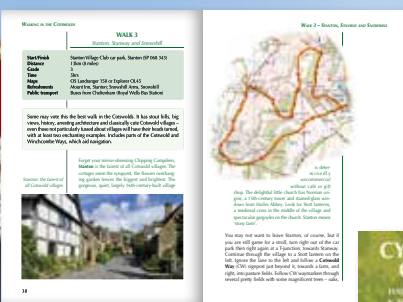 WALKING IN THE COTSWOLDS
WALK 3
Stanton, Stanway and Snowshill
Start/Finish Stanton Village Club car park, Stanton (SP 068 343)
Distance 13km (8 miles)
Grade 3
Time 5hrs
Maps OS Landranger 150 or Explorer OL45
Refreshments Mount Inn, Stanton; Snowshill Arms, Snowshill
Public transport Buses from Cheltenham (Royal Wells Bus Station)
Some may vote this the best walk in the Cotswolds. It has stout hills, big
views, history, arresting architecture and classically cute Cotswold villages –
even those not particularly tuned about villages will have their heads turned,
with at least two enchanting examples. Includes parts of the Cotswold and
Winchcombe Ways, which aid navigation.
Stanton: the fairest of
all Cotswold villages
Forget your mirror-obsessing Chipping Campdens,
Stanton is the fairest of all Cotswold villages. The
cottages seem the synquest, the flowers overhang-
ing garden fences the biggest and brightest. The
gorgeous, quiet, largely 16th-century-built village
38
WALK 3 – STANTON, STANWAY AND SNOWSHILL
is deter-
uncommercial
without café or gift
shop. The delightful little church has Norman ori-
gins, a 15th-century tower and stained-glass win-
dows from Hailes Abbey. Look for Stott lanterns,
a medieval cross in the middle of the village and
spectacular gargoyles on the church. Stanton means
'stony farm'.
You may not want to leave Stanton, of course, but if
you are still game for a stroll, turn right out of the car
park then right again at a T-junction, towards Stanway.
Continue through the village to a Stott lantern on the
left. Ignore the lane to the left and follow a Cotswold
Way (CW) signpost just beyond it, towards a farm, and
right, into pasture fields. Follow CW waymarkers through
several pretty fields with some magnificent trees – oaks,